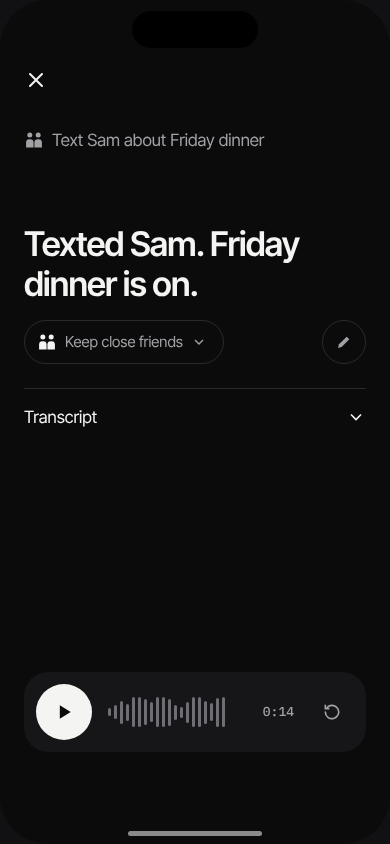 Text Sam about Friday dinner
Texted Sam. Friday
dinner is on.
Keep close friends
Transcript
0:14